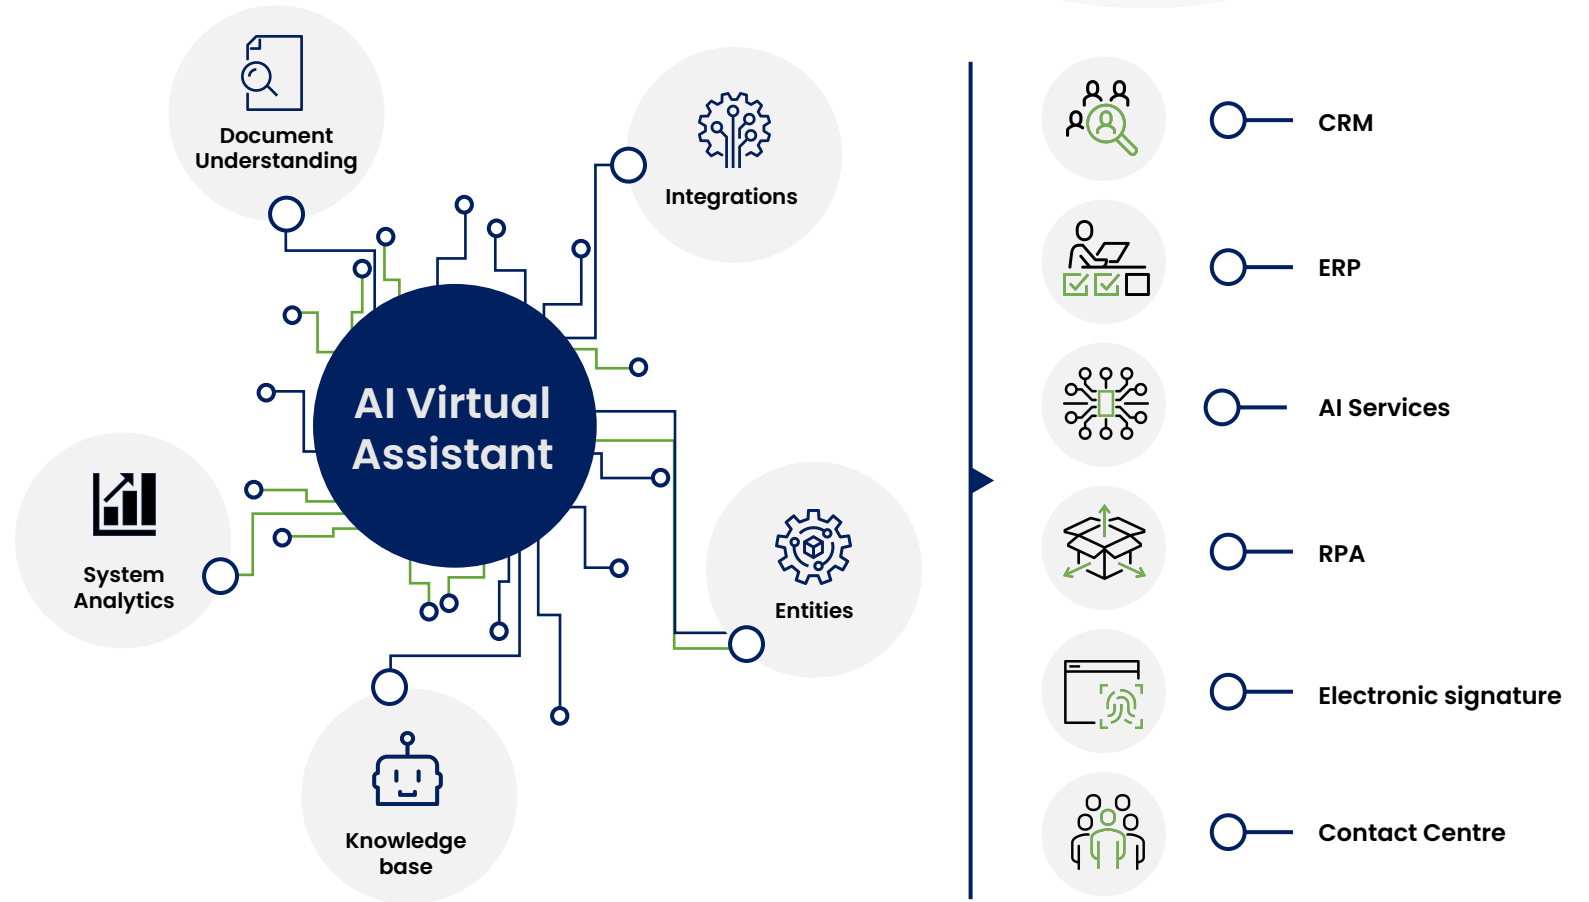 Document
Understanding
Integrations
AI Virtual
Assistant
System
Analytics
Entities
Knowledge
base
CRM
ERP
AI Services
RPA
Electronic signature
Contact Centre